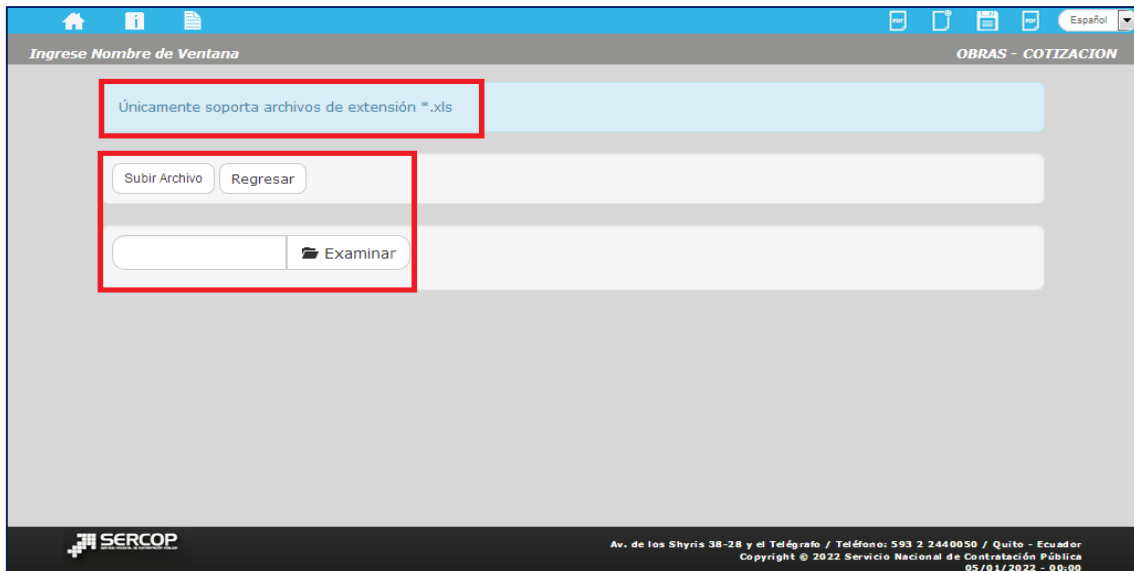 PDF
PDF
Español
Ingrese Nombre de Ventana
OBRAS - COTIZACION
Únicamente soporta archivos de extensión *.xls
Subir Archivo
Regresar
Examinar
SERCOP
Av. de los Shyris 38-28 y el Telégrafo / Teléfono: 593 2 2440050 / Quito - Ecuador
Copyright © 2022 Servicio Nacional de Contratación Pública
05/01/2022 - 00:00